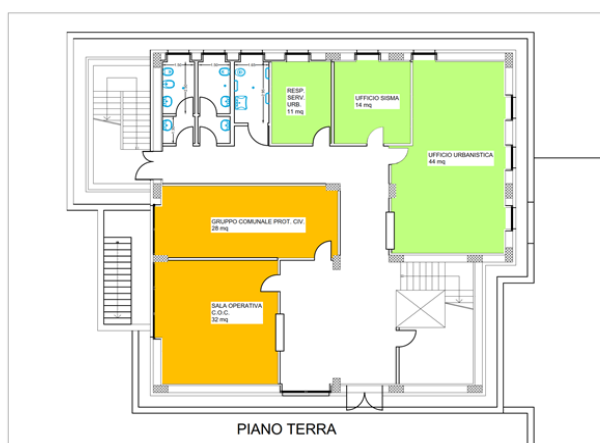 RESP.
SERV.
URB.
11 mq
UFFICIO SISMA
14 mq
UFFICIO URBANISTICA
44 mq
GRUPPO COMUNALE PROT. CIV.
28 mq
SALA OPERATIVA
C.O.C.
32 mq
PIANO TERRA